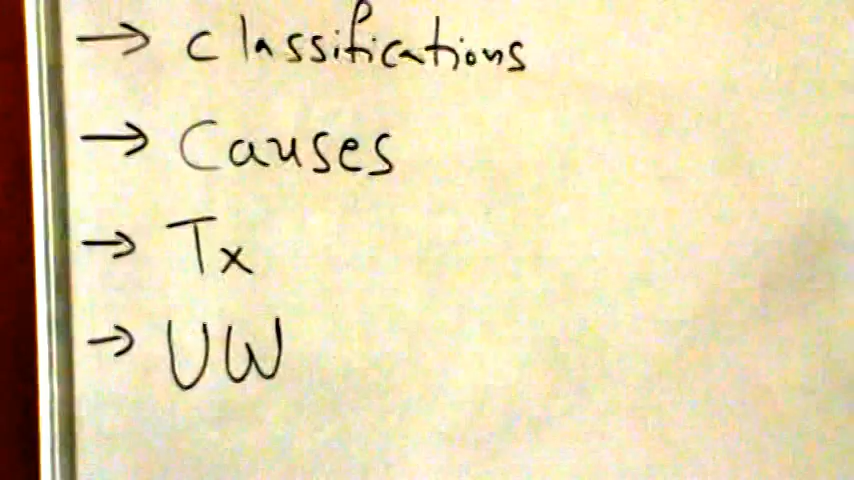 → classifications
→ Causes
→ Tx
→ UW